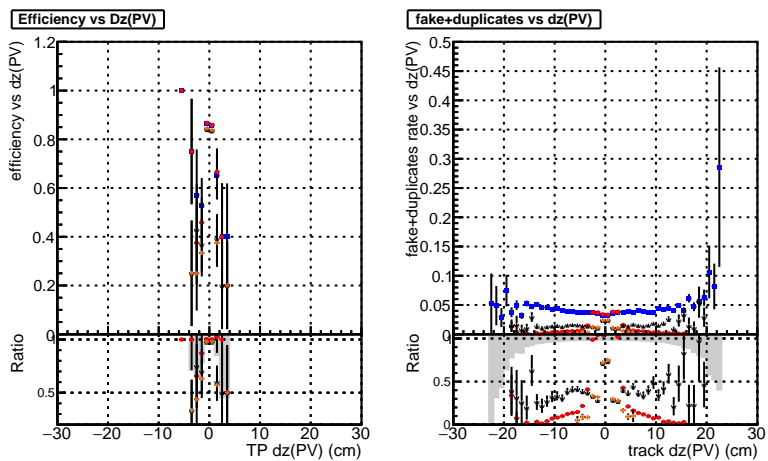 Efficiency vs Dz(PV)
efficiency vs dz(PV)
1.2
1
0.8
0.6
0.4
0.2
0
Ratio
1
0.5
−30 −20 −10 0 10 20 30
TP dz(PV) (cm)
fake+duplicates vs dz(PV)
fake+duplicates rate vs dz(PV)
0.5
0.45
0.4
0.35
0.3
0.25
0.2
0.15
0.1
0.05
0
Ratio
1
0.5
0
−30 −20 −10 0 10 20 30
track dz(PV) (cm)